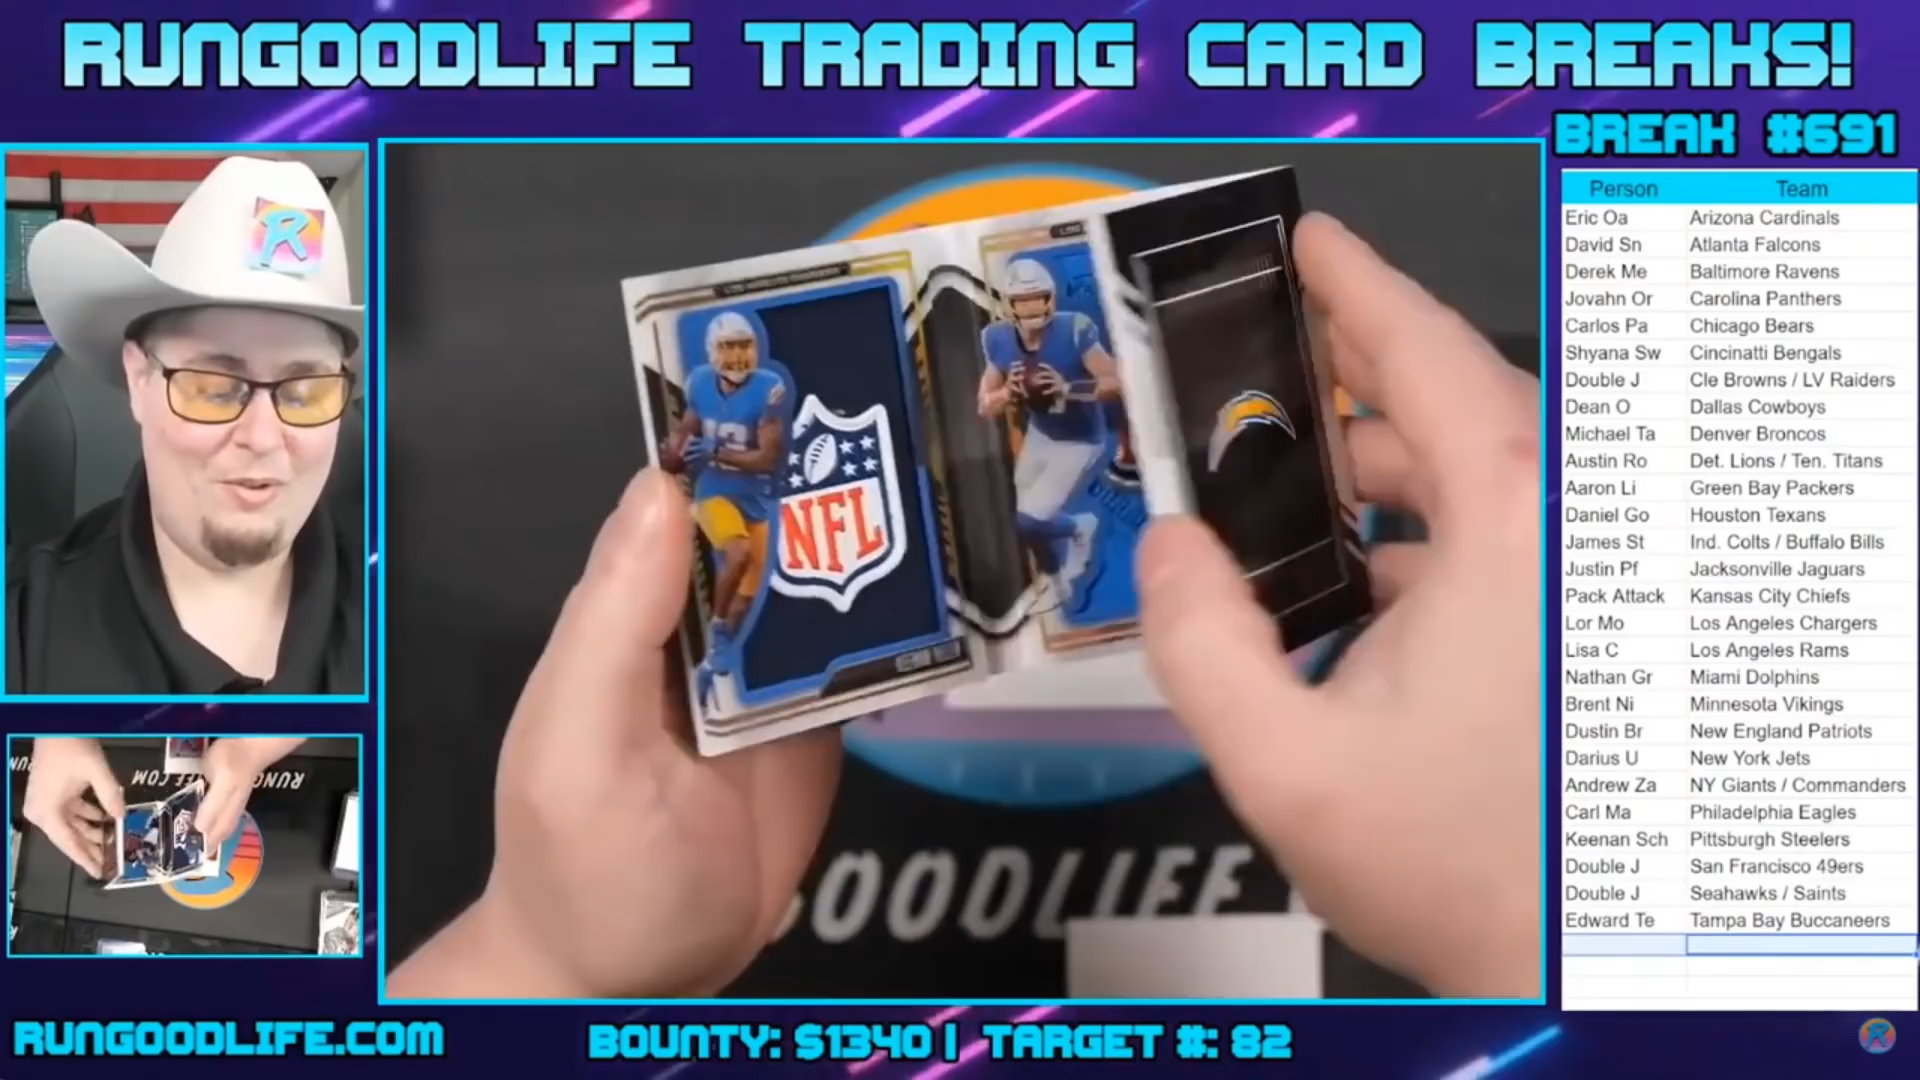 RUNGOODLIFE TRADING CARD BREAKS!
BREAK #691
Person Team
Eric Oa Arizona Cardinals
David Sn Atlanta Falcons
Derek Me Baltimore Ravens
Jovahn Or Carolina Panthers
Carlos Pa Chicago Bears
Shyana Sw Cincinatti Bengals
Double J Cle Browns / LV Raiders
Dean O Dallas Cowboys
Michael Ta Denver Broncos
Austin Ro Det. Lions / Ten. Titans
Aaron Li Green Bay Packers
Daniel Go Houston Texans
James St Ind. Colts / Buffalo Bills
Justin Pf Jacksonville Jaguars
Pack Attack Kansas City Chiefs
Lor Mo Los Angeles Chargers
Lisa C Los Angeles Rams
Nathan Gr Miami Dolphins
Brent Ni Minnesota Vikings
Dustin Br New England Patriots
Darius U New York Jets
Andrew Za NY Giants / Commanders
Carl Ma Philadelphia Eagles
Keenan Sch Pittsburgh Steelers
Double J San Francisco 49ers
Double J Seahawks / Saints
Edward Te Tampa Bay Buccaneers
R
NFL
GOODLIFE
RUNGOODLIFE.COM
BOUNTY: $1340 | TARGET #: 82